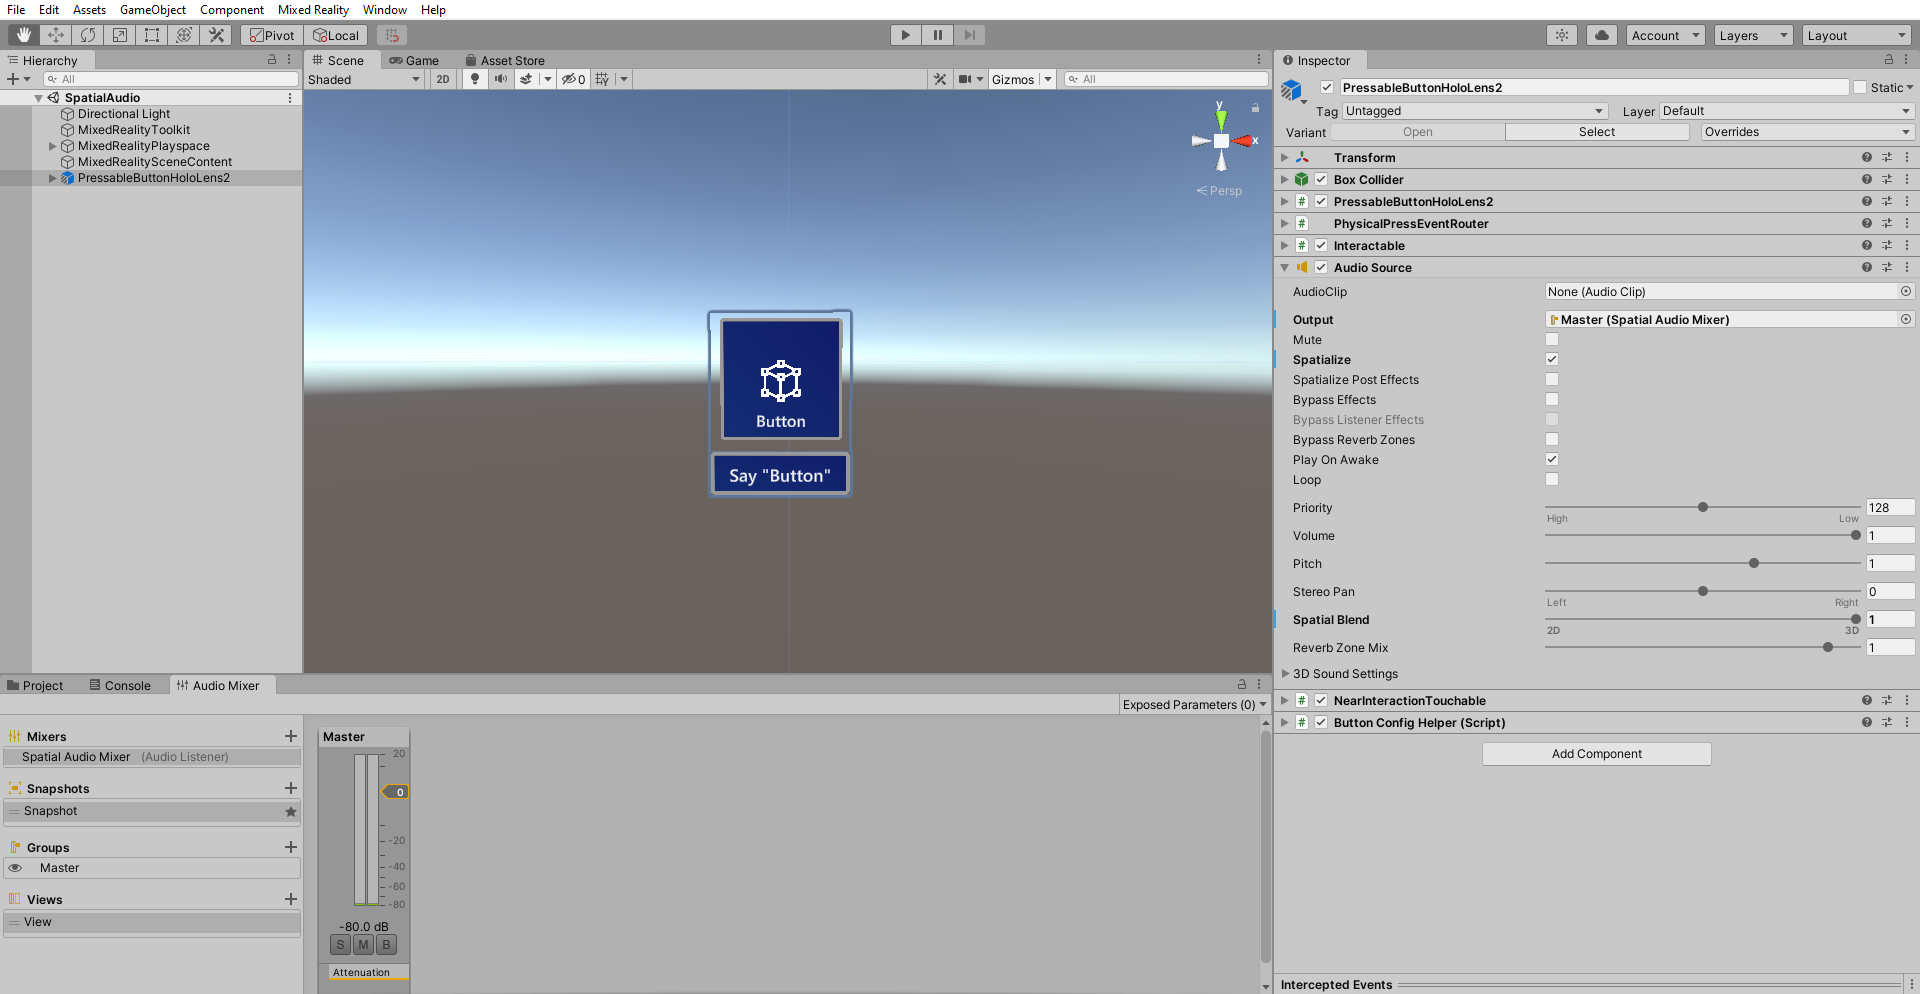 File Edit Assets GameObject Component Mixed Reality Window Help
Pivot Local Account Layers Layout
Hierarchy
All
SpatialAudio
Directional Light
MixedRealityToolkit
MixedRealityPlayspace
MixedRealitySceneContent
PressableButtonHoloLens2
Scene Game Asset Store
Shaded 2D 0 Gizmos All
y
x
Persp
Button
Say "Button"
Project Console Audio Mixer
Exposed Parameters (0)
Mixers
Spatial Audio Mixer (Audio Listener)
Snapshots
Snapshot
Groups
Master
Views
View
Master
20
0
-20
-40
-60
-80
-80.0 dB
S M B
Attenuation
Inspector
PressableButtonHoloLens2 Static
Tag Untagged Layer Default
Variant Open Select Overrides
Transform
Box Collider
# PressableButtonHoloLens2
# PhysicalPressEventRouter
# Interactable
Audio Source
AudioClip None (Audio Clip)
Output Master (Spatial Audio Mixer)
Mute
Spatialize
Spatialize Post Effects
Bypass Effects
Bypass Listener Effects
Bypass Reverb Zones
Play On Awake
Loop
Priority 128
High Low
Volume 1
Pitch 1
Stereo Pan 0
Left Right
Spatial Blend 1
2D 3D
Reverb Zone Mix 1
3D Sound Settings
# NearInteractionTouchable
# Button Config Helper (Script)
Add Component
Intercepted Events